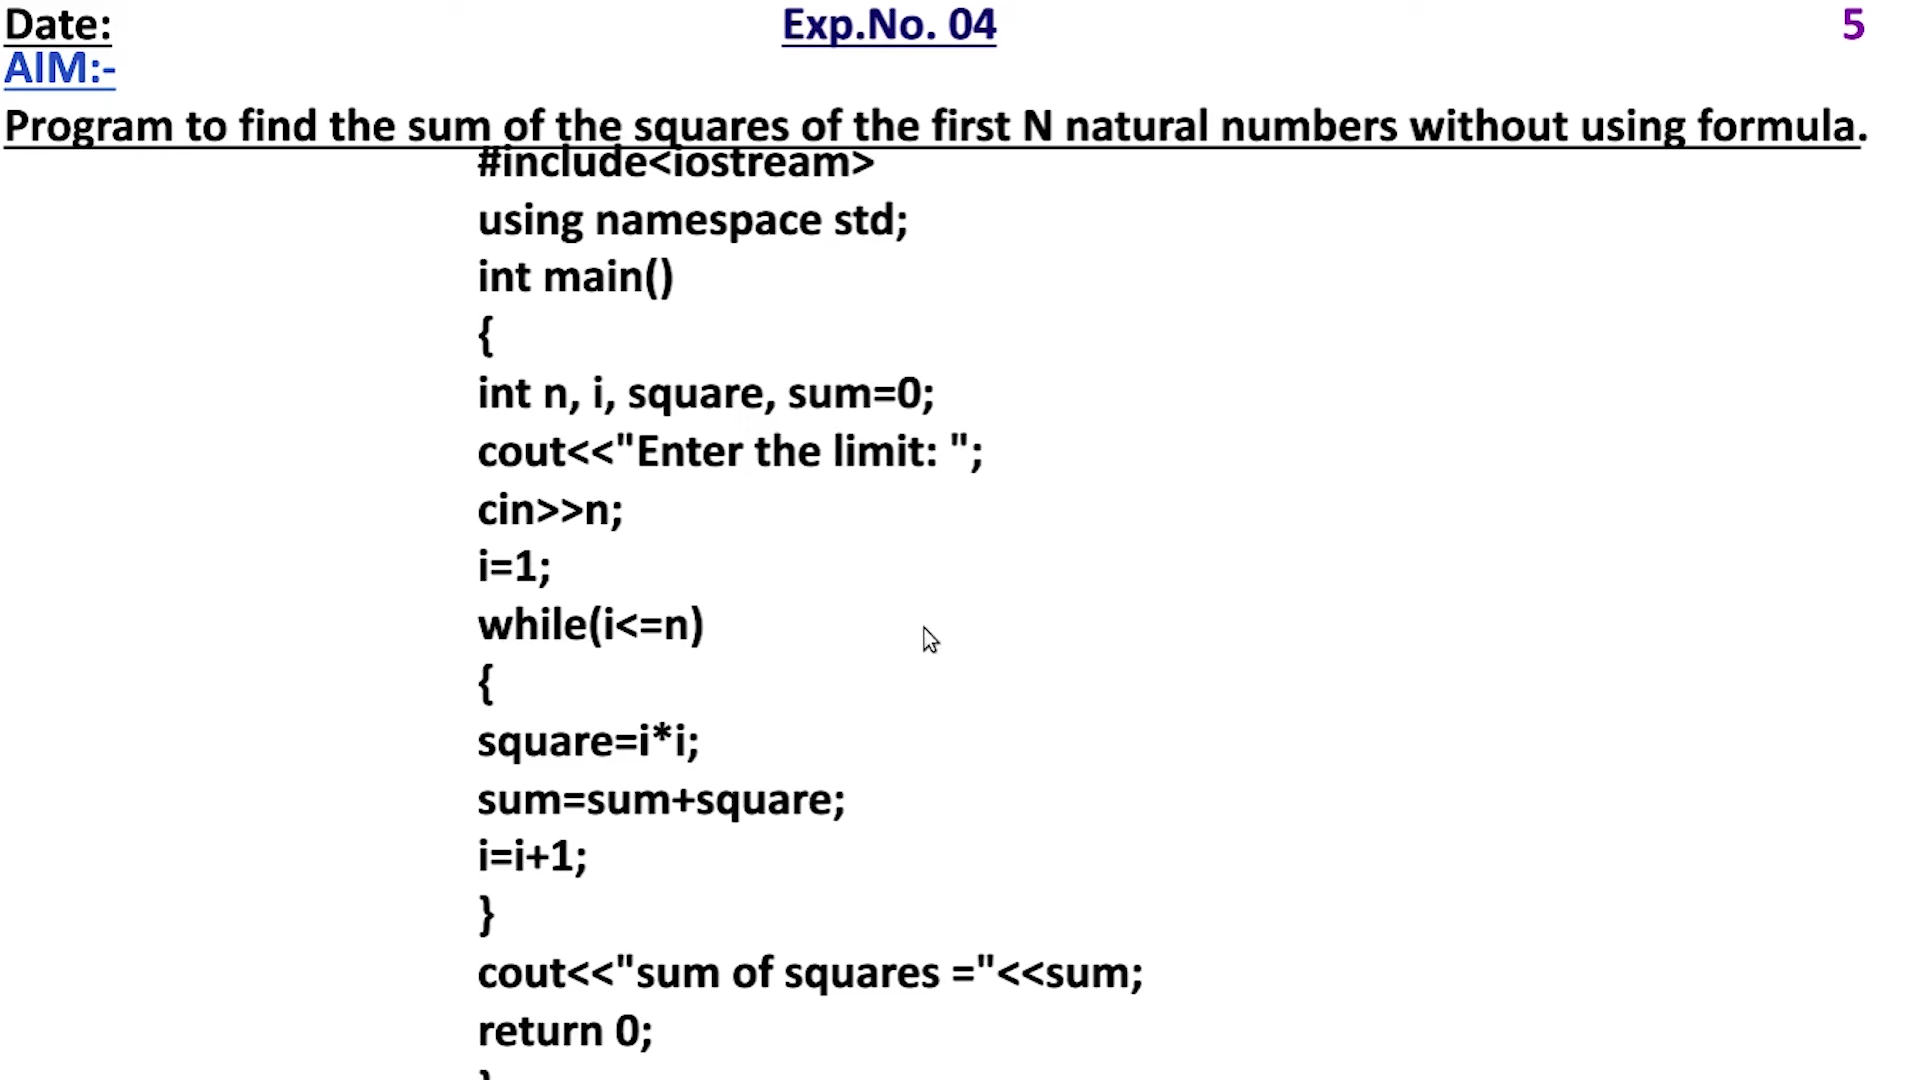 Date:
Exp.No. 04
5
AIM:-
Program to find the sum of the squares of the first N natural numbers without using formula.
#include<iostream>
using namespace std;
int main()
{
int n, i, square, sum=0;
cout<<"Enter the limit: ";
cin>>n;
i=1;
while(i<=n)
{
square=i*i;
sum=sum+square;
i=i+1;
}
cout<<"sum of squares ="<<sum;
return 0;
}